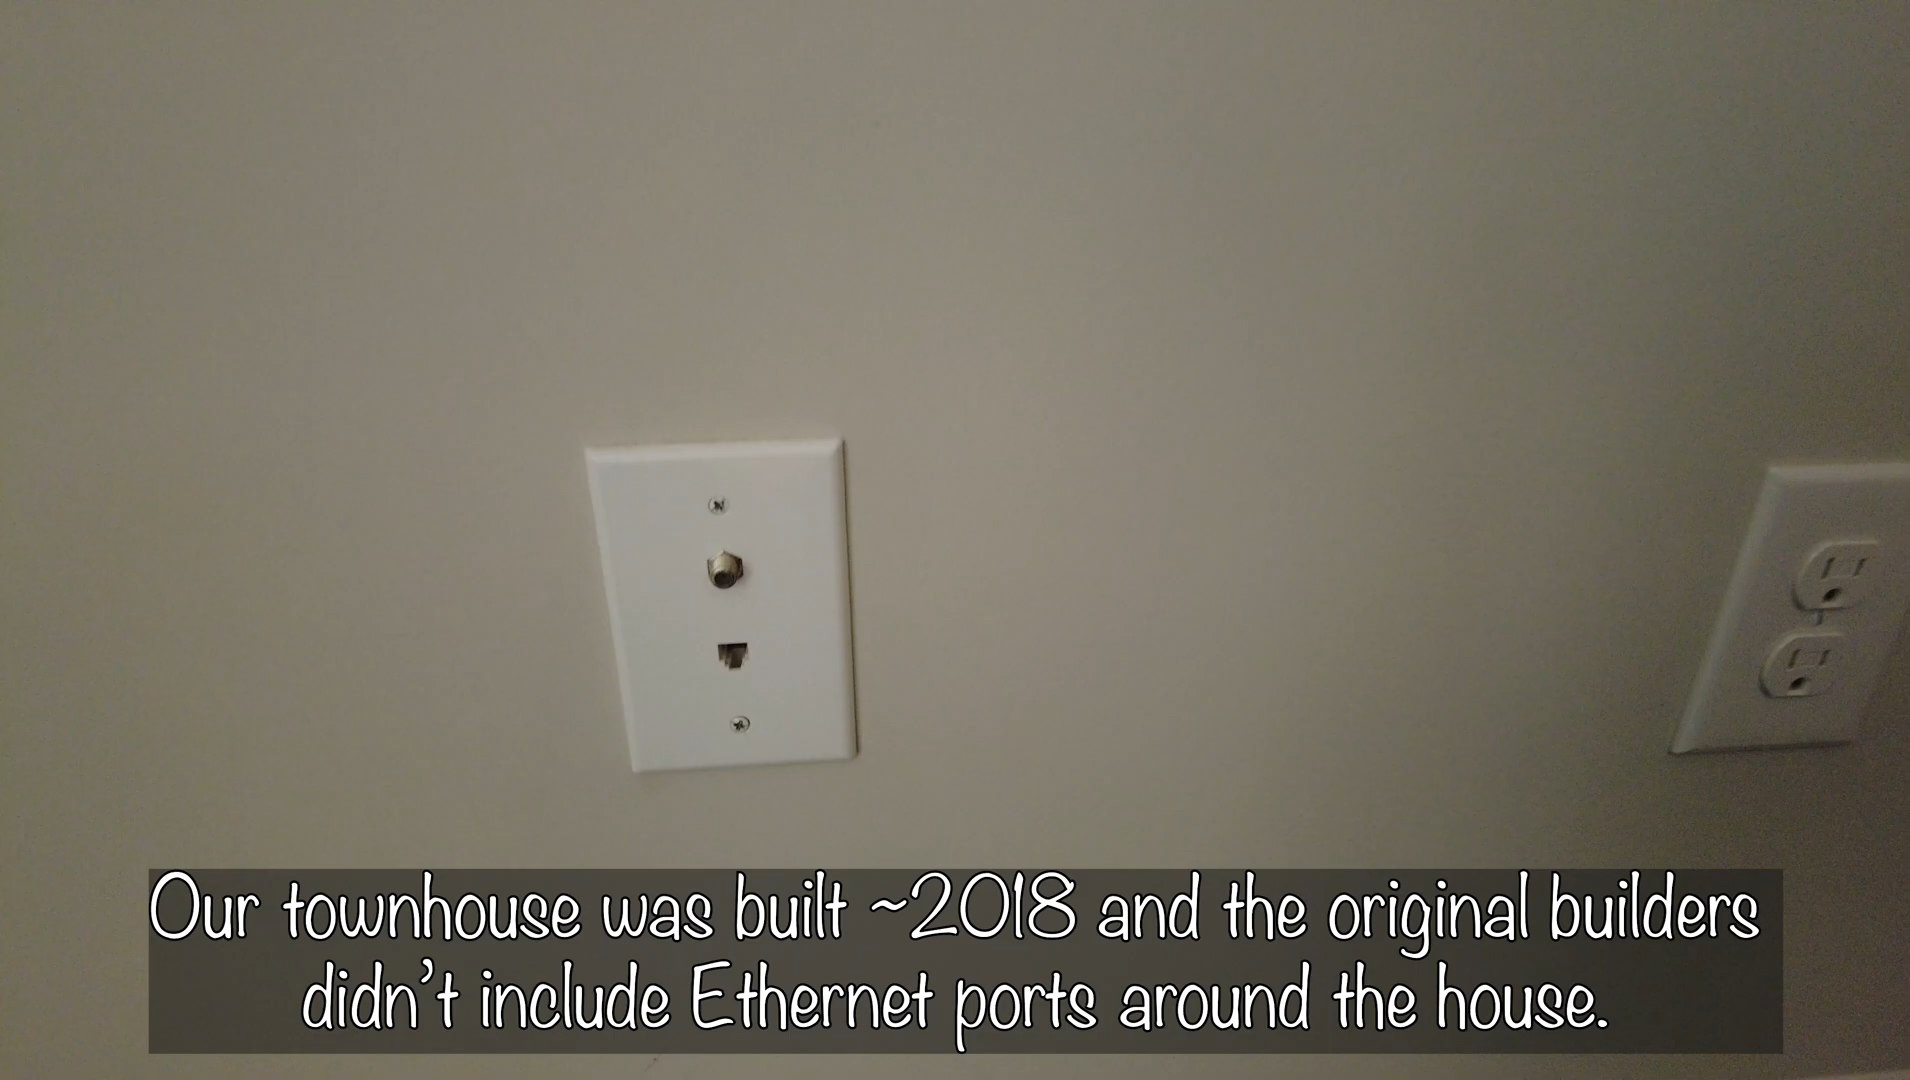 Our townhouse was built ~2018 and the original builders
didn't include Ethernet ports around the house.